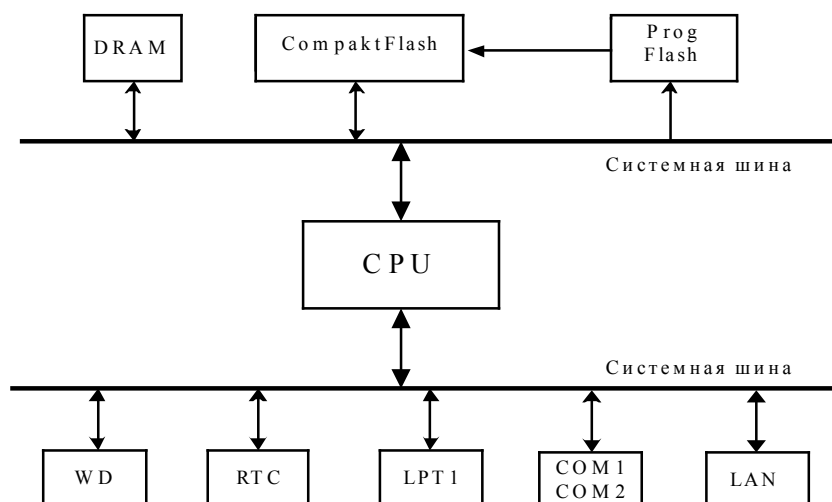 DRAM
CompaktFlash
Prog
Flash
Системная шина
CPU
Системная шина
WD
RTC
LPT1
COM1
COM2
LAN